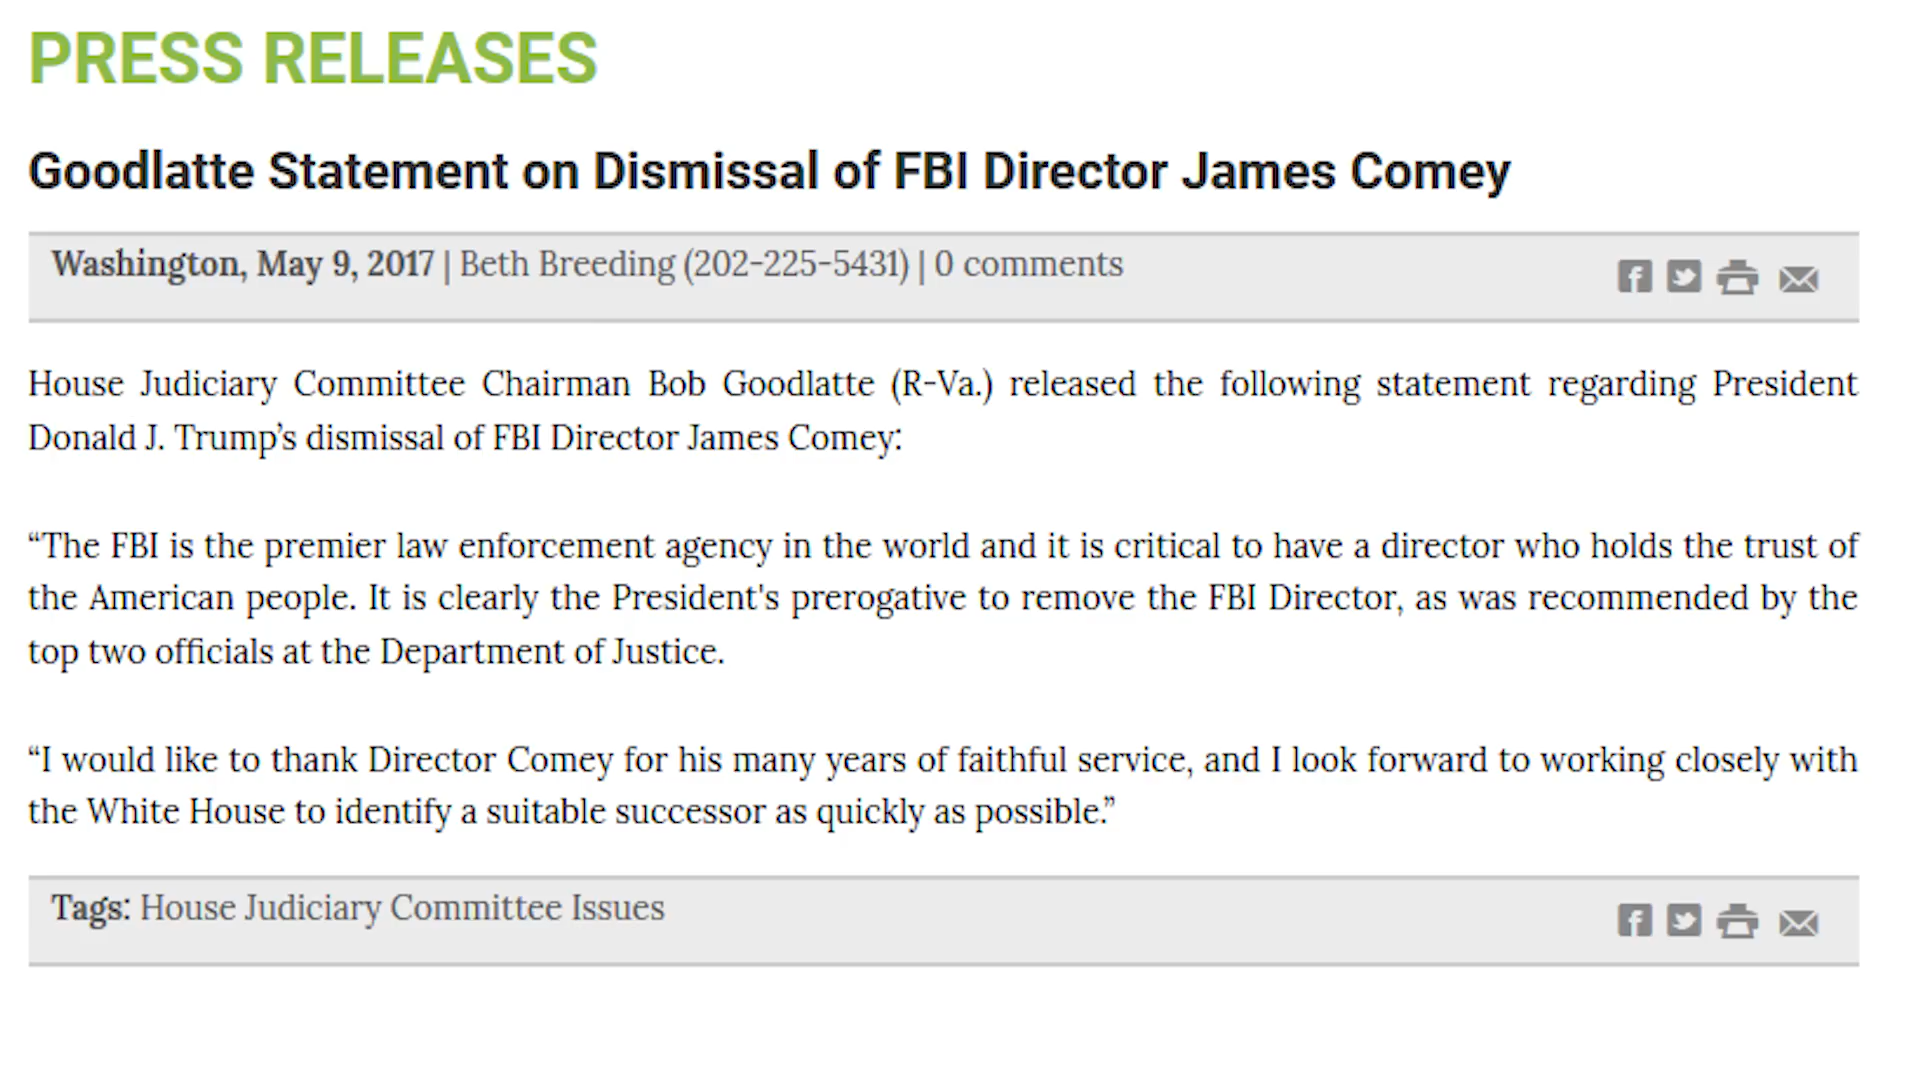 PRESS RELEASES
Goodlatte Statement on Dismissal of FBI Director James Comey
Washington, May 9, 2017 | Beth Breeding (202-225-5431) | 0 comments
House Judiciary Committee Chairman Bob Goodlatte (R-Va.) released the following statement regarding President
Donald J. Trump’s dismissal of FBI Director James Comey:
“The FBI is the premier law enforcement agency in the world and it is critical to have a director who holds the trust of
the American people. It is clearly the President's prerogative to remove the FBI Director, as was recommended by the
top two officials at the Department of Justice.
“I would like to thank Director Comey for his many years of faithful service, and I look forward to working closely with
the White House to identify a suitable successor as quickly as possible.”
Tags: House Judiciary Committee Issues